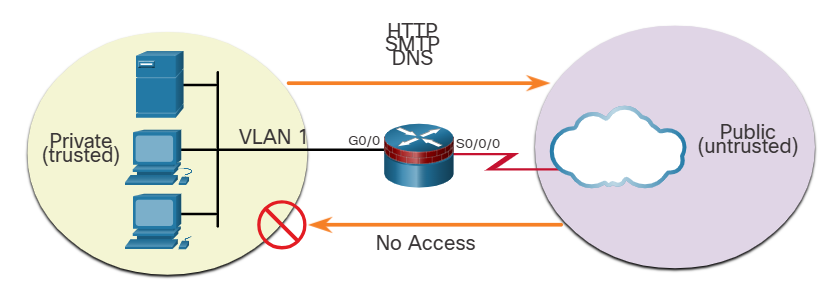 HTTP
SMTP
DNS
Private
(trusted)
VLAN 1
G0/0
S0/0/0
Public
(untrusted)
No Access